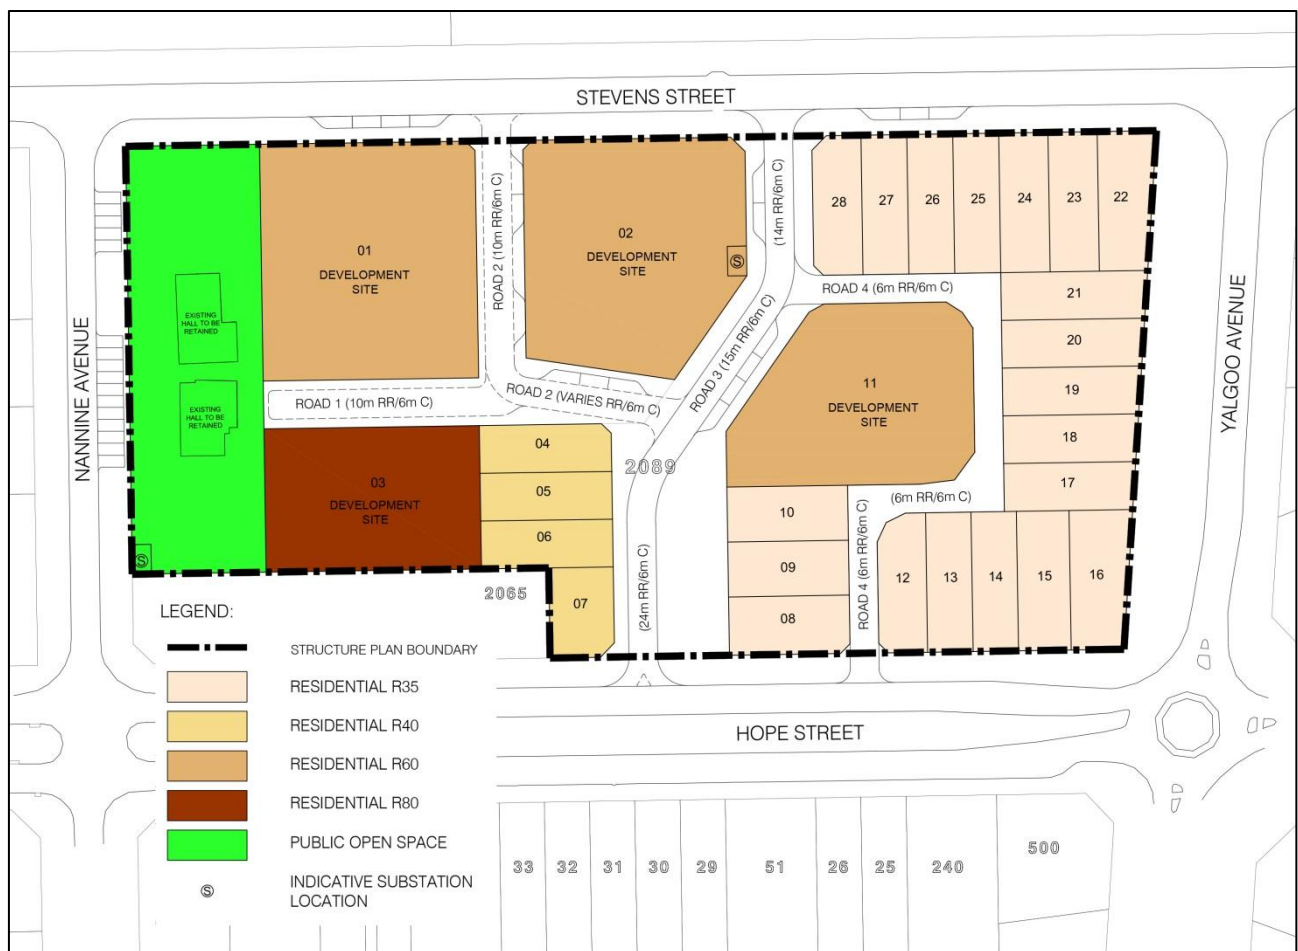 STEVENS STREET
NANNINE AVENUE
YALGOO AVENUE
HOPE STREET
EXISTING
HALL TO BE
RETAINED
EXISTING
HALL TO BE
RETAINED
01
DEVELOPMENT
SITE
ROAD 2 (10m RR/6m C)
02
DEVELOPMENT
SITE
Ⓢ
(14m RR/6m C)
28
27
26
25
24
23
22
ROAD 4 (6m RR/6m C)
21
20
19
18
17
ROAD 3 (15m RR/6m C)
11
DEVELOPMENT
SITE
ROAD 1 (10m RR/6m C)
ROAD 2 (VARIES RR/6m C)
03
DEVELOPMENT
SITE
04
05
06
07
2089
2065
(24m RR/6m C)
10
09
08
(6m RR/6m C)
ROAD 4 (6m RR/6m C)
12
13
14
15
16
Ⓢ
LEGEND:
STRUCTURE PLAN BOUNDARY
RESIDENTIAL R35
RESIDENTIAL R40
RESIDENTIAL R60
RESIDENTIAL R80
PUBLIC OPEN SPACE
Ⓢ INDICATIVE SUBSTATION
LOCATION
33
32
31
30
29
51
26
25
240
500